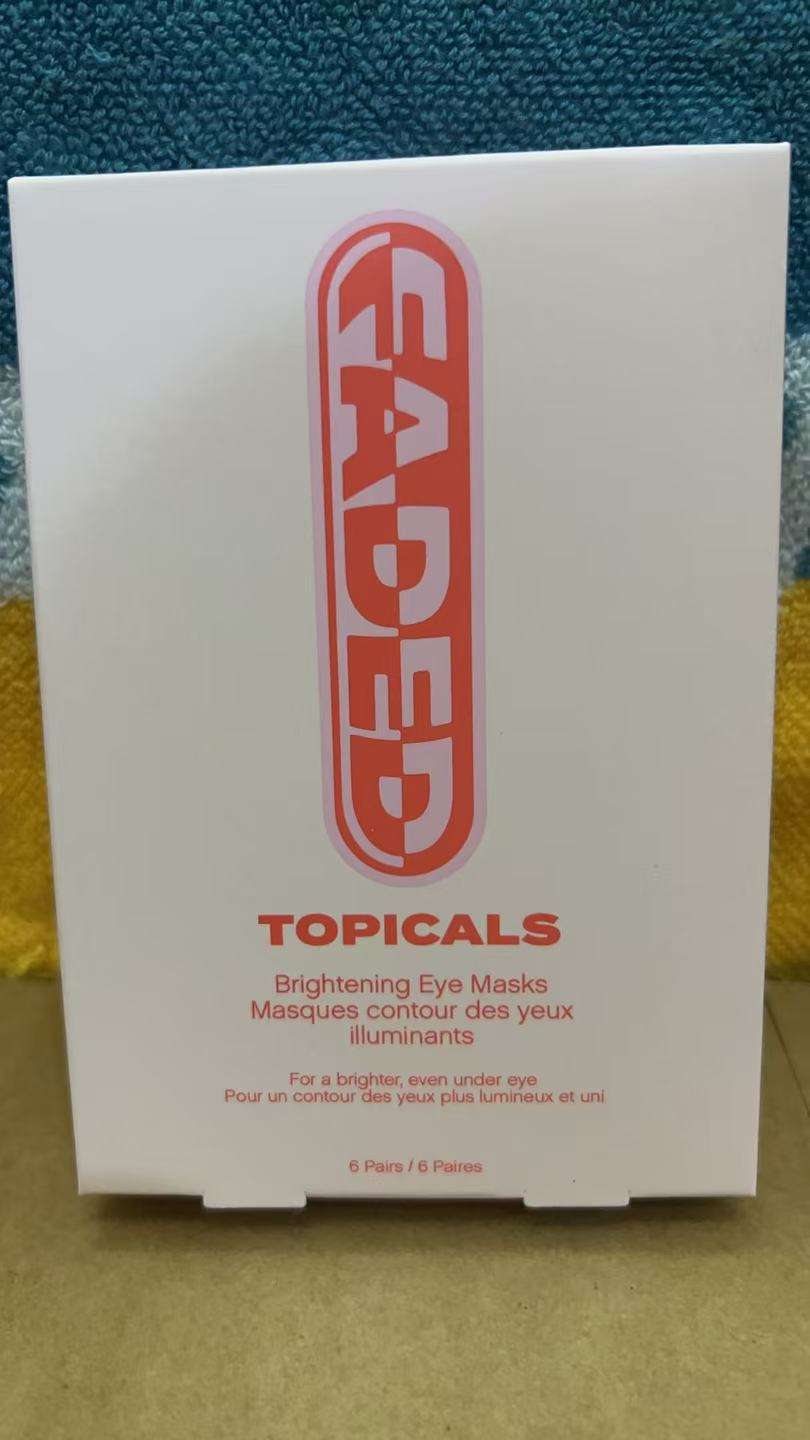 FADED
TOPICALS
Brightening Eye Masks
Masques contour des yeux
illuminants
For a brighter, even under eye
Pour un contour des yeux plus lumineux et uni
6 Pairs / 6 Paires